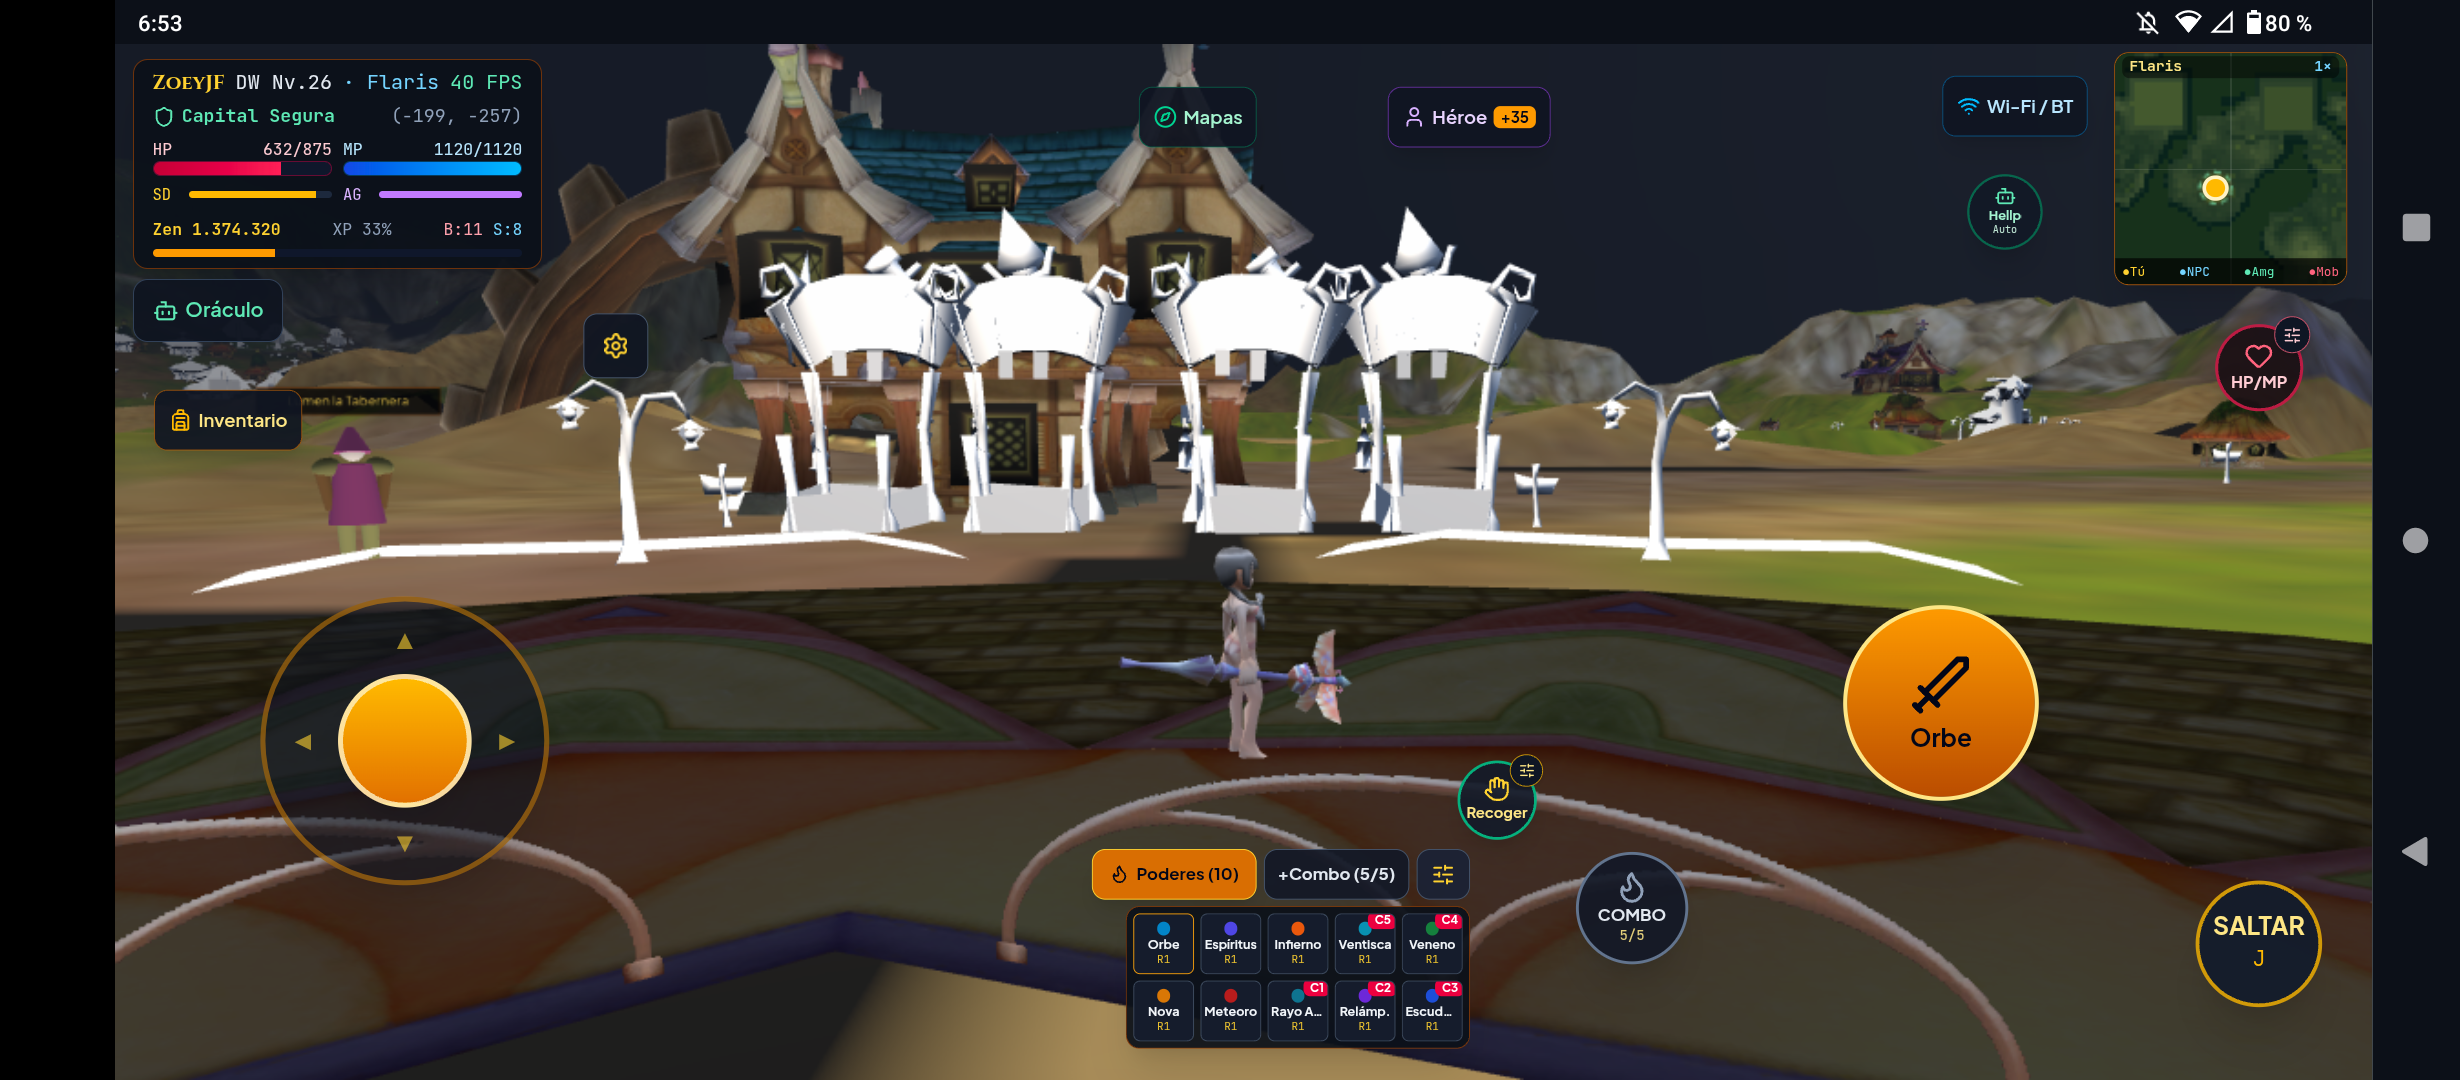 6:53
80 %
ZOEYJF DW Nv.26 · Flaris 40 FPS
Capital Segura (-199, -257)
HP 632/875 MP 1120/1120
SD AG
Zen 1.374.320 XP 33% B:11 S:8
Mapas
Héroe +35
Wi-Fi / BT
Flaris 1×
Hellp
Auto
Tú NPC Amg Mob
Oráculo
HP/MP
men la Tabernera
Inventario
Orbe
Recoger
Poderes (10) +Combo (5/5)
COMBO
5/5
SALTAR
J
C5 C4
Orbe Espíritus Infierno Ventisca Veneno
R1 R1 R1 R1 R1
C1 C2 C3
Nova Meteoro Rayo A... Relámp. Escud...
R1 R1 R1 R1 R1